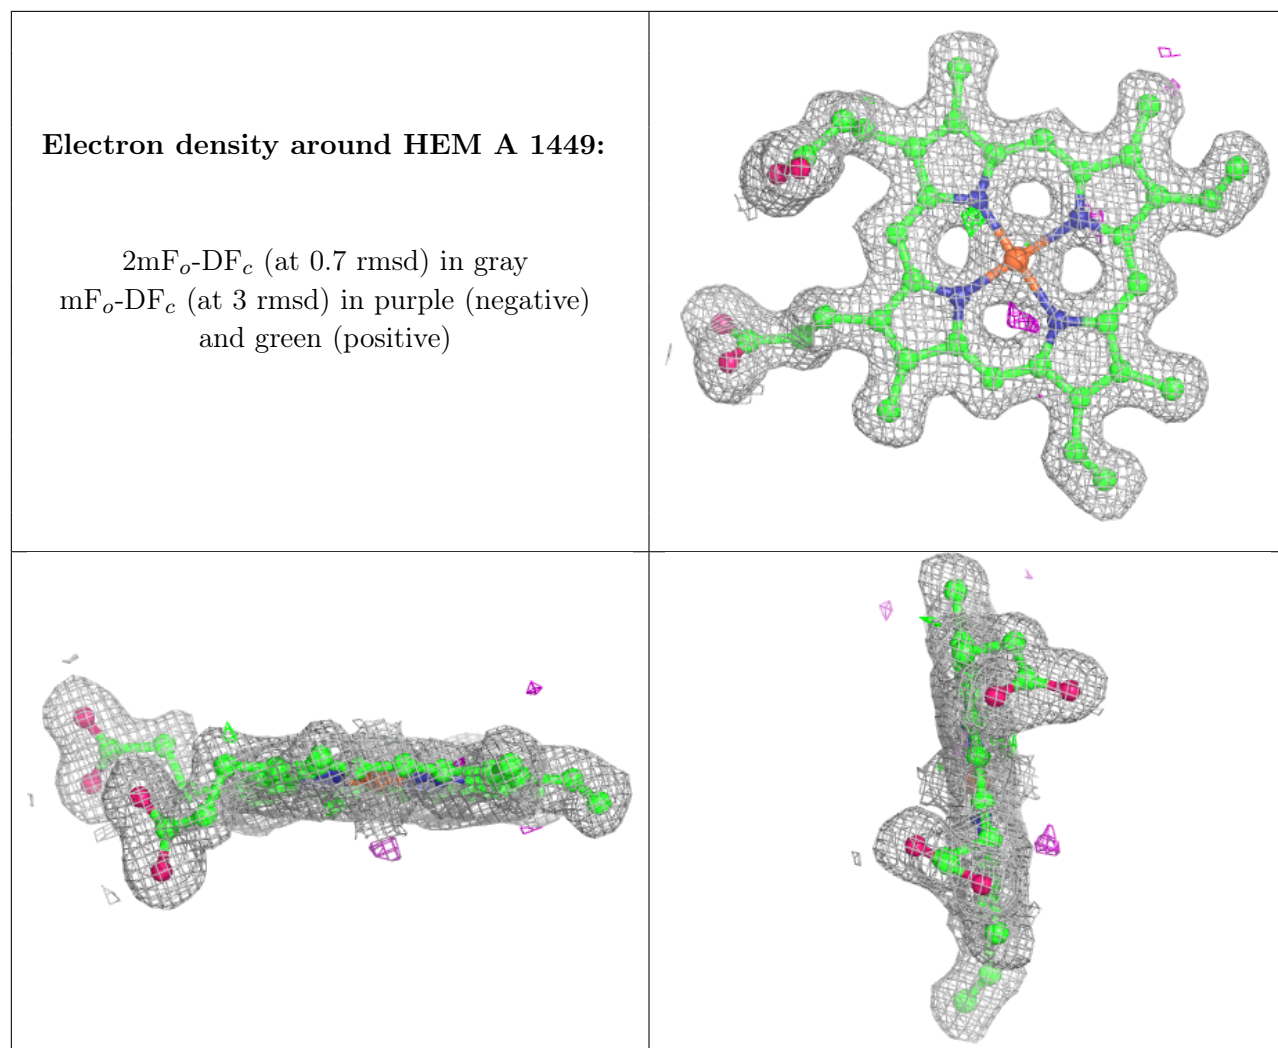 Electron density around HEM A 1449:
2mFo-DFc (at 0.7 rmsd) in gray
mFo-DFc (at 3 rmsd) in purple (negative)
and green (positive)